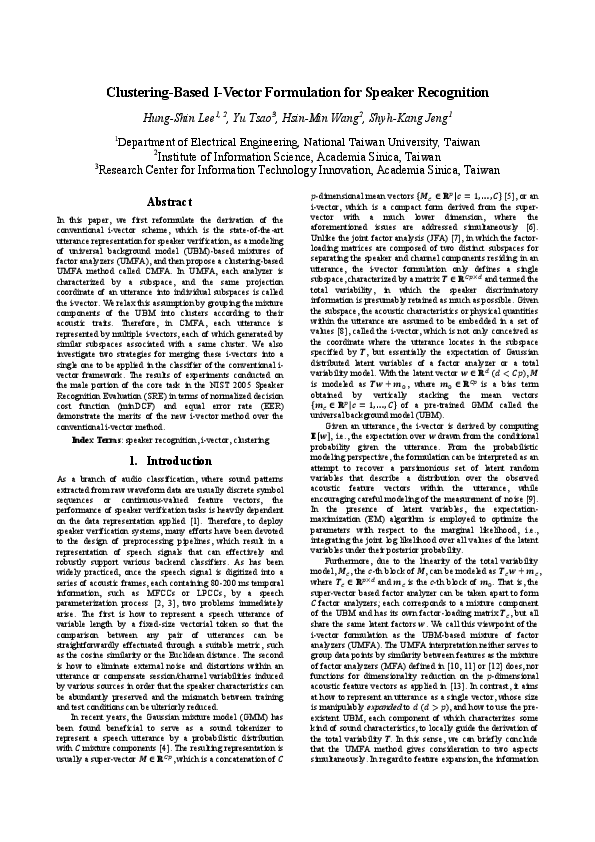 Clustering-Based I-Vector Formulation for Speaker Recognition
Hung-Shin Lee1, 2, Yu Tsao3, Hsin-Min Wang2, Shyh-Kang Jeng1
1Department of Electrical Engineering, National Taiwan University, Taiwan
2Institute of Information Science, Academia Sinica, Taiwan
3Research Center for Information Technology Innovation, Academia Sinica, Taiwan
Abstract
In this paper, we first reformulate the derivation of the
conventional i-vector scheme, which is the state-of-the-art
utterance representation for speaker verification, as a modeling
of universal background model (UBM)-based mixtures of
factor analyzers (UMFA), and then propose a clustering-based
UMFA method called CMFA. In UMFA, each analyzer is
characterized by a subspace, and the same projection
coordinate of an utterance into individual subspaces is called
the i-vector. We relax this assumption by grouping the mixture
components of the UBM into clusters according to their
acoustic traits. Therefore, in CMFA, each utterance is
represented by multiple i-vectors, each of which generated by
similar subspaces associated with a same cluster. We also
investigate two strategies for merging these i-vectors into a
single one to be applied in the classifier of the conventional i-
vector framework. The results of experiments conducted on
the male portion of the core task in the NIST 2005 Speaker
Recognition Evaluation (SRE) in terms of normalized decision
cost function (minDCF) and equal error rate (EER)
demonstrate the merits of the new i-vector method over the
conventional i-vector method.
Index Terms: speaker recognition, i-vector, clustering
1. Introduction
As a branch of audio classification, where sound patterns
extracted from raw waveform data are usually discrete symbol
sequences or continuous-valued feature vectors, the
performance of speaker verification tasks is heavily dependent
on the data representation applied [1]. Therefore, to deploy
speaker verification systems, many efforts have been devoted
to the design of preprocessing pipelines, which result in a
representation of speech signals that can effectively and
robustly support various backend classifiers. As has been
widely practiced, once the speech signal is digitized into a
series of acoustic frames, each containing 80-200 ms temporal
information, such as MFCCs or LPCCs, by a speech
parameterization process [2, 3], two problems immediately
arise. The first is how to represent a speech utterance of
variable length by a fixed-size vectorial token so that the
comparison between any pair of utterances can be
straightforwardly effectuated through a suitable metric, such
as the cosine similarity or the Euclidean distance. The second
is how to eliminate external noise and distortions within an
utterance or compensate session/channel variabilities induced
by various sources in order that the speaker characteristics can
be abundantly preserved and the mismatch between training
and test conditions can be ulteriorly reduced.
In recent years, the Gaussian mixture model (GMM) has
been found beneficial to serve as a sound tokenizer to
represent a speech utterance by a probabilistic distribution
with C mixture components [4]. The resulting representation is
usually a super-vector M ∈ ℝCp, which is a concatenation of C
p-dimensional mean vectors {Mc ∈ ℝp|c = 1,…,C} [5], or an
i-vector, which is a compact form derived from the super-
vector with a much lower dimension, where the
aforementioned issues are addressed simultaneously [6].
Unlike the joint factor analysis (JFA) [7], in which the factor-
loading matrices are composed of two distinct subspaces for
separating the speaker and channel components residing in an
utterance, the i-vector formulation only defines a single
subspace, characterized by a matrix T ∈ ℝCp×d and termed the
total variability, in which the speaker discriminatory
information is presumably retained as much as possible. Given
the subspace, the acoustic characteristics or physical quantities
within the utterance are assumed to be embedded in a set of
values [8], called the i-vector, which is not only conceived as
the coordinate where the utterance locates in the subspace
specified by T, but essentially the expectation of Gaussian
distributed latent variables of a factor analyzer or a total
variability model. With the latent vector w ∈ ℝd (d < Cp), M
is modeled as Tw + m0, where m0 ∈ ℝCp is a bias term
obtained by vertically stacking the mean vectors
{mc ∈ ℝp|c = 1,…,C} of a pre-trained GMM called the
universal background model (UBM).
Given an utterance, the i-vector is derived by computing
E[w], i.e., the expectation over w drawn from the conditional
probability given the utterance. From the probabilistic
modeling perspective, the formulation can be interpreted as an
attempt to recover a parsimonious set of latent random
variables that describe a distribution over the observed
acoustic feature vectors within the utterance, while
encouraging careful modeling of the measurement of noise [9].
In the presence of latent variables, the expectation-
maximization (EM) algorithm is employed to optimize the
parameters with respect to the marginal likelihood, i.e.,
integrating the joint log likelihood over all values of the latent
variables under their posterior probability.
Furthermore, due to the linearity of the total variability
model, Mc, the c-th block of M, can be modeled as Tcw + mc,
where Tc ∈ ℝp×d and mc is the c-th block of m0. That is, the
super-vector based factor analyzer can be taken apart to form
C factor analyzers; each corresponds to a mixture component
of the UBM and has its own factor-loading matrix Tc, but all
share the same latent factors w. We call this viewpoint of the
i-vector formulation as the UBM-based mixture of factor
analyzers (UMFA). The UMFA interpretation neither serves to
group data points by similarity between features as the mixture
of factor analyzers (MFA) defined in [10, 11] or [12] does, nor
functions for dimensionality reduction on the p-dimensional
acoustic feature vectors as applied in [13]. In contrast, it aims
at how to represent an utterance as a single vector, whose size
is manipulably expanded to d (d > p), and how to use the pre-
existent UBM, each component of which characterizes some
kind of sound characteristics, to locally guide the derivation of
the total variability T. In this sense, we can briefly conclude
that the UMFA method gives consideration to two aspects
simultaneously. In regard to feature expansion, the information